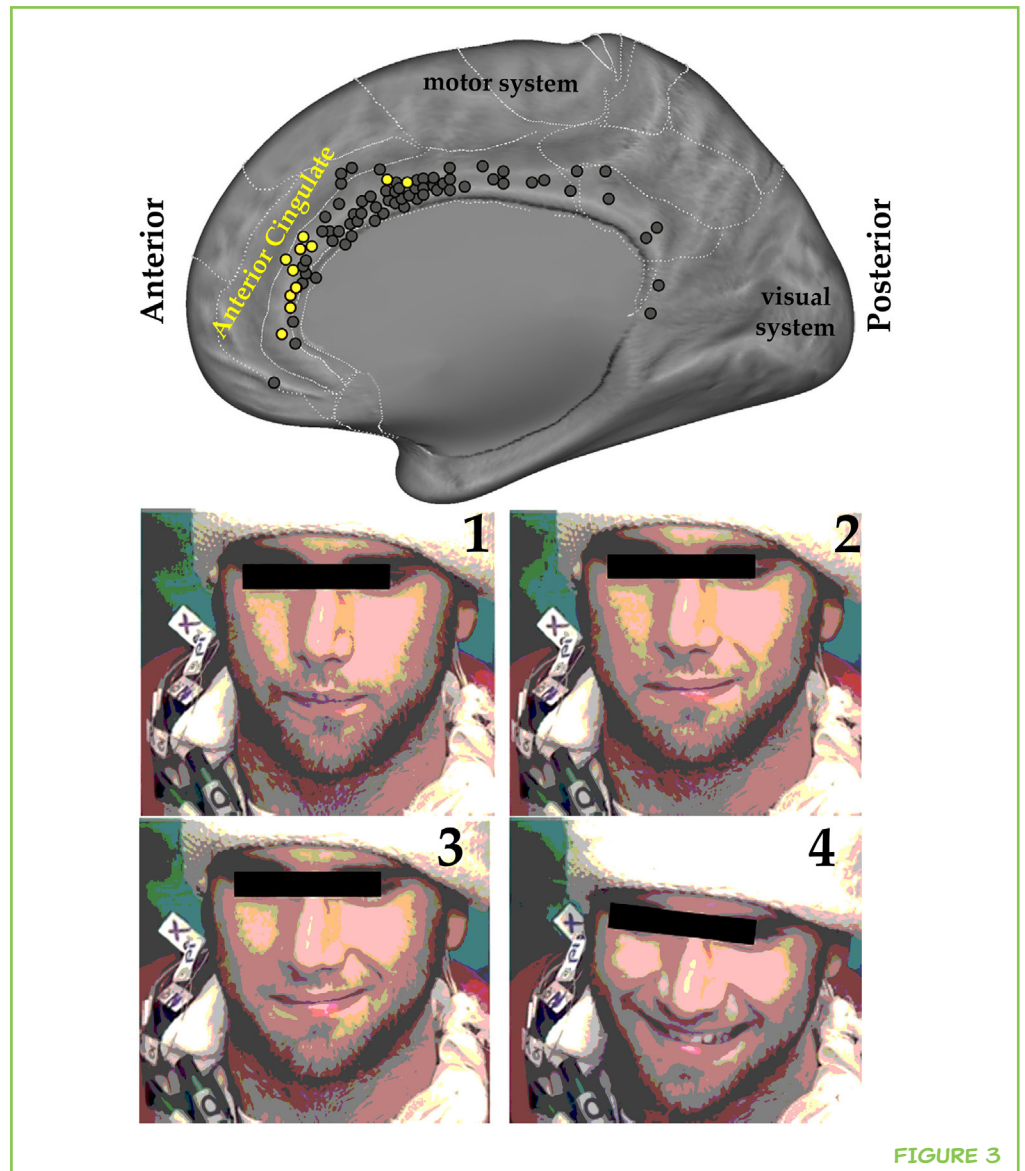 motor system
Anterior Cingulate
Anterior
Posterior
visual
system
1
2
3
4
FIGURE 3